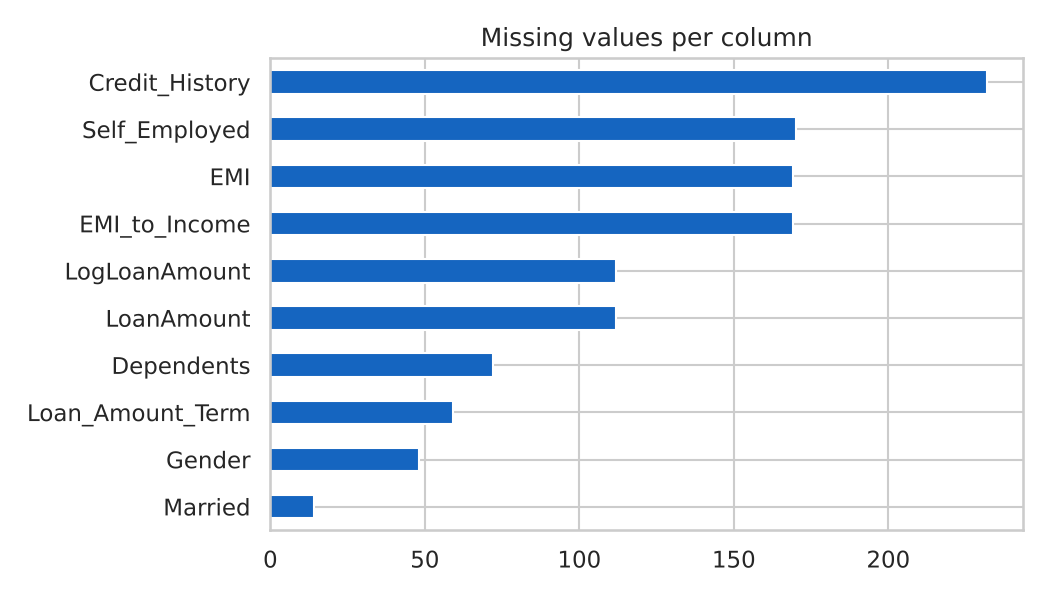 Missing values per column
Credit_History
Self_Employed
EMI
EMI_to_Income
LogLoanAmount
LoanAmount
Dependents
Loan_Amount_Term
Gender
Married
0 50 100 150 200